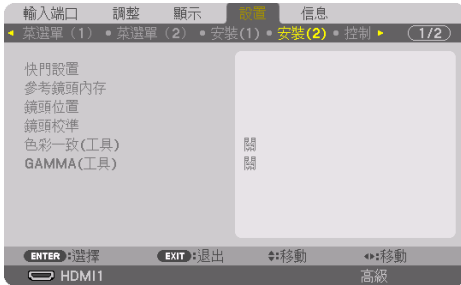 輸入端口 調整 顯示 設置 信息
菜選單（1） 菜選單（2） 安裝(1) 安裝(2) 控制 1/2
快門設置
參考鏡頭內存
鏡頭位置
鏡頭校準
色彩一致(工具) 關
GAMMA(工具) 關
ENTER:選擇 EXIT:退出 :移動 :移動
HDMI1 高級